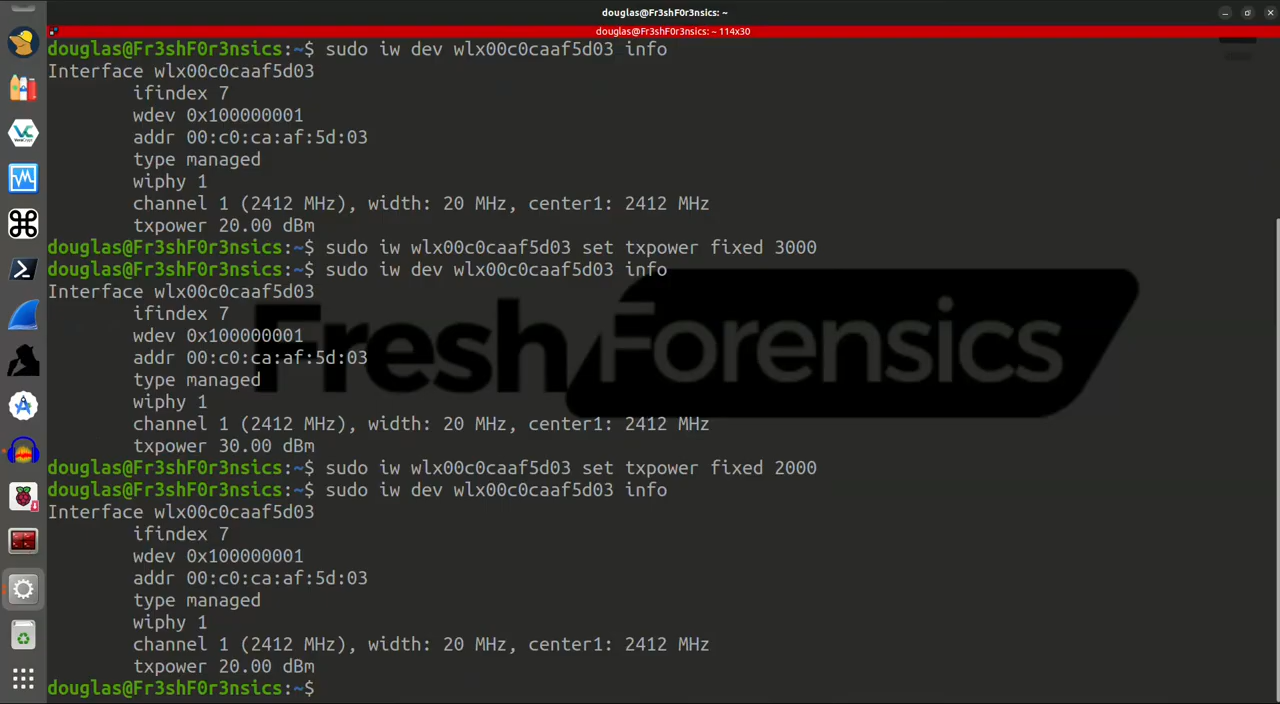 douglas@Fr3shF0r3nsics: ~
douglas@Fr3shF0r3nsics: ~ 114x30
douglas@Fr3shF0r3nsics:~$ sudo iw dev wlx00c0caaf5d03 info
Interface wlx00c0caaf5d03
ifindex 7
wdev 0x100000001
addr 00:c0:ca:af:5d:03
type managed
wiphy 1
channel 1 (2412 MHz), width: 20 MHz, center1: 2412 MHz
txpower 20.00 dBm
douglas@Fr3shF0r3nsics:~$ sudo iw wlx00c0caaf5d03 set txpower fixed 3000
douglas@Fr3shF0r3nsics:~$ sudo iw dev wlx00c0caaf5d03 info
Interface wlx00c0caaf5d03
ifindex 7
wdev 0x100000001
addr 00:c0:ca:af:5d:03
type managed
wiphy 1
channel 1 (2412 MHz), width: 20 MHz, center1: 2412 MHz
txpower 30.00 dBm
Fresh Forensics
douglas@Fr3shF0r3nsics:~$ sudo iw wlx00c0caaf5d03 set txpower fixed 2000
douglas@Fr3shF0r3nsics:~$ sudo iw dev wlx00c0caaf5d03 info
Interface wlx00c0caaf5d03
ifindex 7
wdev 0x100000001
addr 00:c0:ca:af:5d:03
type managed
wiphy 1
channel 1 (2412 MHz), width: 20 MHz, center1: 2412 MHz
txpower 20.00 dBm
douglas@Fr3shF0r3nsics:~$